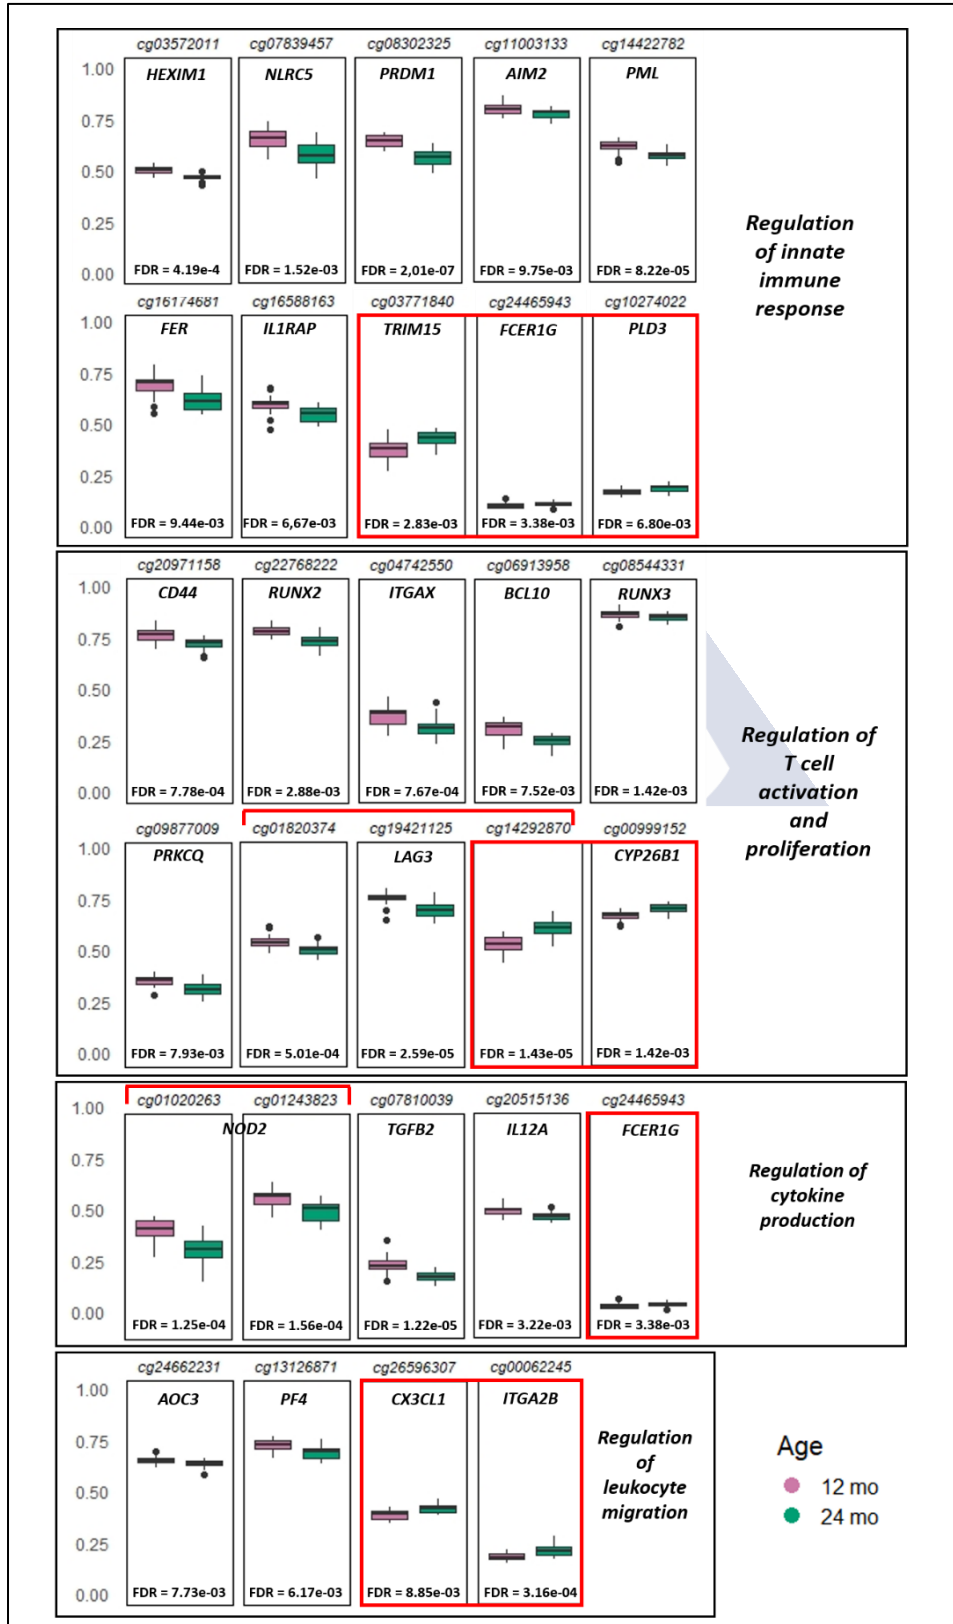 cg03572011 cg07839457 cg08302325 cg11003133 cg14422782
1.00 HEXIM1 NLRC5 PRDM1 AIM2 PML
0.75
0.50
0.25
0.00 FDR = 4.19e-4 FDR = 1.52e-03 FDR = 2,01e-07 FDR = 9.75e-03 FDR = 8.22e-05
Regulation
of innate
immune
response
cg16174681 cg16588163 cg03771840 cg24465943 cg10274022
1.00 FER IL1RAP TRIM15 FCER1G PLD3
0.75
0.50
0.25
0.00 FDR = 9.44e-03 FDR = 6,67e-03 FDR = 2.83e-03 FDR = 3.38e-03 FDR = 6.80e-03
cg20971158 cg22768222 cg04742550 cg06913958 cg08544331
1.00 CD44 RUNX2 ITGAX BCL10 RUNX3
0.75
0.50
0.25
0.00 FDR = 7.78e-04 FDR = 2.88e-03 FDR = 7.67e-04 FDR = 7.52e-03 FDR = 1.42e-03
Regulation of
T cell
activation
and
proliferation
cg09877009 cg01820374 cg19421125 cg14292870 cg00999152
1.00 PRKCQ LAG3 CYP26B1
0.75
0.50
0.25
0.00 FDR = 7.93e-03 FDR = 5.01e-04 FDR = 2.59e-05 FDR = 1.43e-05 FDR = 1.42e-03
cg01020263 cg01243823 cg07810039 cg20515136 cg24465943
1.00 NOD2 TGFB2 IL12A FCER1G
0.75
0.50
0.25
0.00 FDR = 1.25e-04 FDR = 1.56e-04 FDR = 1.22e-05 FDR = 3.22e-03 FDR = 3.38e-03
Regulation of
cytokine
production
cg24662231 cg13126871 cg26596307 cg00062245
1.00 AOC3 PF4 CX3CL1 ITGA2B
0.75
0.50
0.25
0.00 FDR = 7.73e-03 FDR = 6.17e-03 FDR = 8.85e-03 FDR = 3.16e-04
Regulation
of
leukocyte
migration
Age
12 mo
24 mo